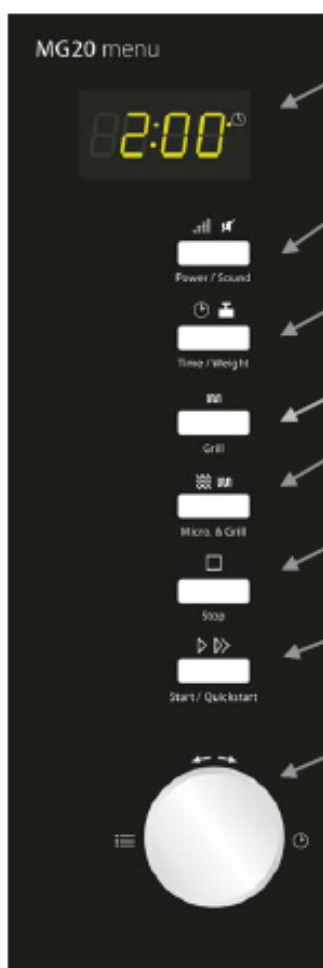 MG20 menu
2:00
Power / Sound
Time / Weight
Grill
Micro. & Grill
Stop
Start / Quickstart